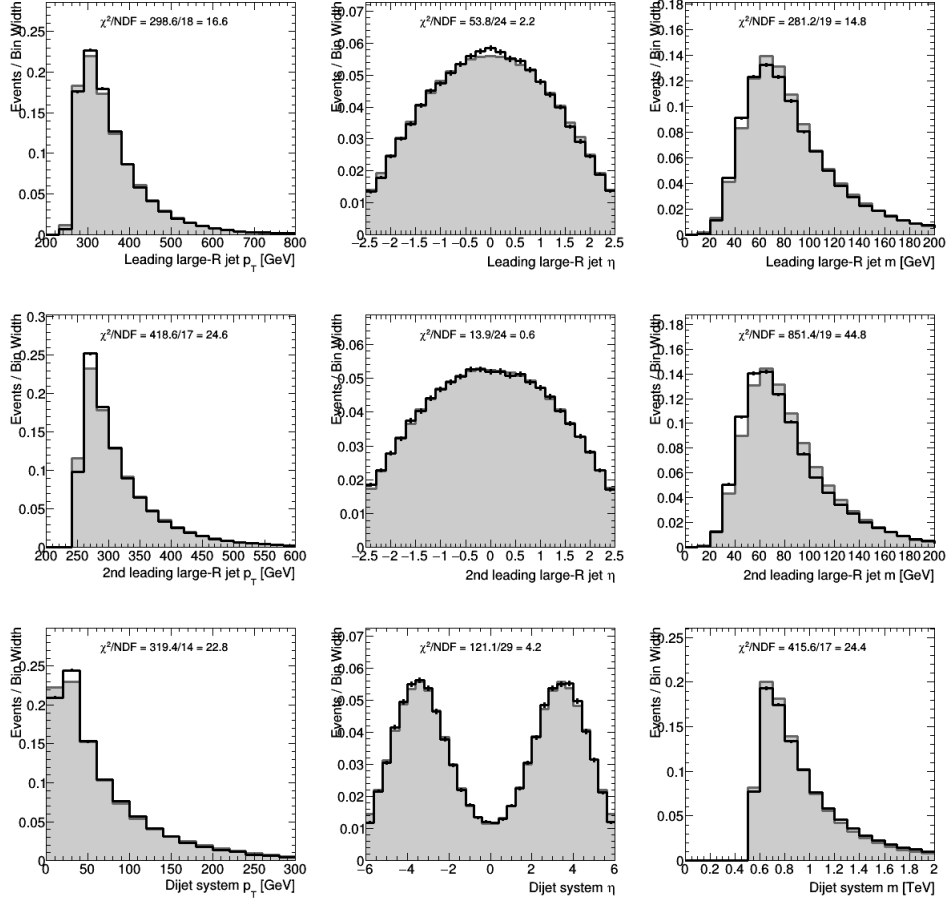 Events / Bin Width
χ²/NDF = 298.6/18 = 16.6
0.25
0.2
0.15
0.1
0.05
200 300 400 500 600 700 800
Leading large-R jet p_T [GeV]
Events / Bin Width
χ²/NDF = 53.8/24 = 2.2
0.07
0.06
0.05
0.04
0.03
0.02
0.01
0
−2.5 −2 −1.5 −1 −0.5 0 0.5 1 1.5 2 2.5
Leading large-R jet η
Events / Bin Width
χ²/NDF = 281.2/19 = 14.8
0.16
0.14
0.12
0.1
0.08
0.06
0.04
0.02
0
0 20 40 60 80 100 120 140 160 180 200
Leading large-R jet m [GeV]
Events / Bin Width
χ²/NDF = 418.6/17 = 24.6
0.3
0.25
0.2
0.15
0.1
0.05
0
200 250 300 350 400 450 500 550 600
2nd leading large-R jet p_T [GeV]
Events / Bin Width
χ²/NDF = 13.9/24 = 0.6
0.06
0.05
0.04
0.03
0.02
0.01
0
−2.5 −2 −1.5 −1 −0.5 0 0.5 1 1.5 2 2.5
2nd leading large-R jet η
Events / Bin Width
χ²/NDF = 851.4/19 = 44.8
0.18
0.16
0.14
0.12
0.1
0.08
0.06
0.04
0.02
0
0 20 40 60 80 100 120 140 160 180 200
2nd leading large-R jet m [GeV]
Events / Bin Width
χ²/NDF = 319.4/14 = 22.8
0.25
0.2
0.15
0.1
0.05
0
0 50 100 150 200 250 300
Dijet system p_T [GeV]
Events / Bin Width
χ²/NDF = 121.1/29 = 4.2
0.07
0.06
0.05
0.04
0.03
0.02
0.01
0
−6 −4 −2 0 2 4 6
Dijet system η
Events / Bin Width
χ²/NDF = 415.6/17 = 24.4
0.25
0.2
0.15
0.1
0.05
0
0 0.2 0.4 0.6 0.8 1 1.2 1.4 1.6 1.8 2
Dijet system m [TeV]